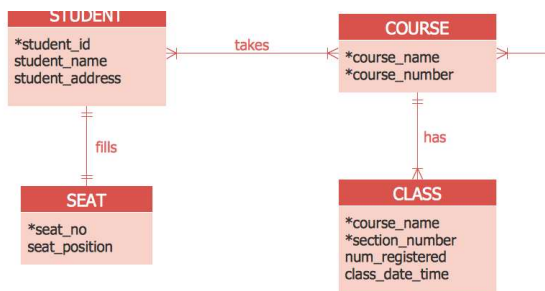 STUDENT
*student_id
student_name
student_address
takes
COURSE
*course_name
*course_number
fills
has
SEAT
*seat_no
seat_position
CLASS
*course_name
*section_number
num_registered
class_date_time